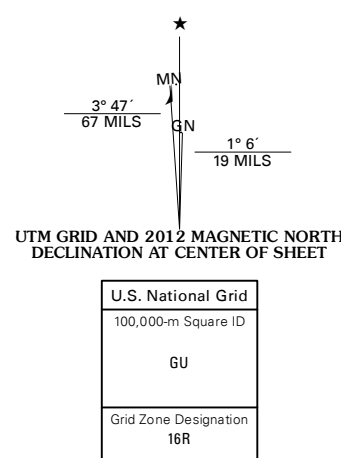 ★
MN
3° 47´
67 MILS
GN
1° 6´
19 MILS
UTM GRID AND 2012 MAGNETIC NORTH
DECLINATION AT CENTER OF SHEET
U.S. National Grid
100,000-m Square ID
GU
Grid Zone Designation
16R